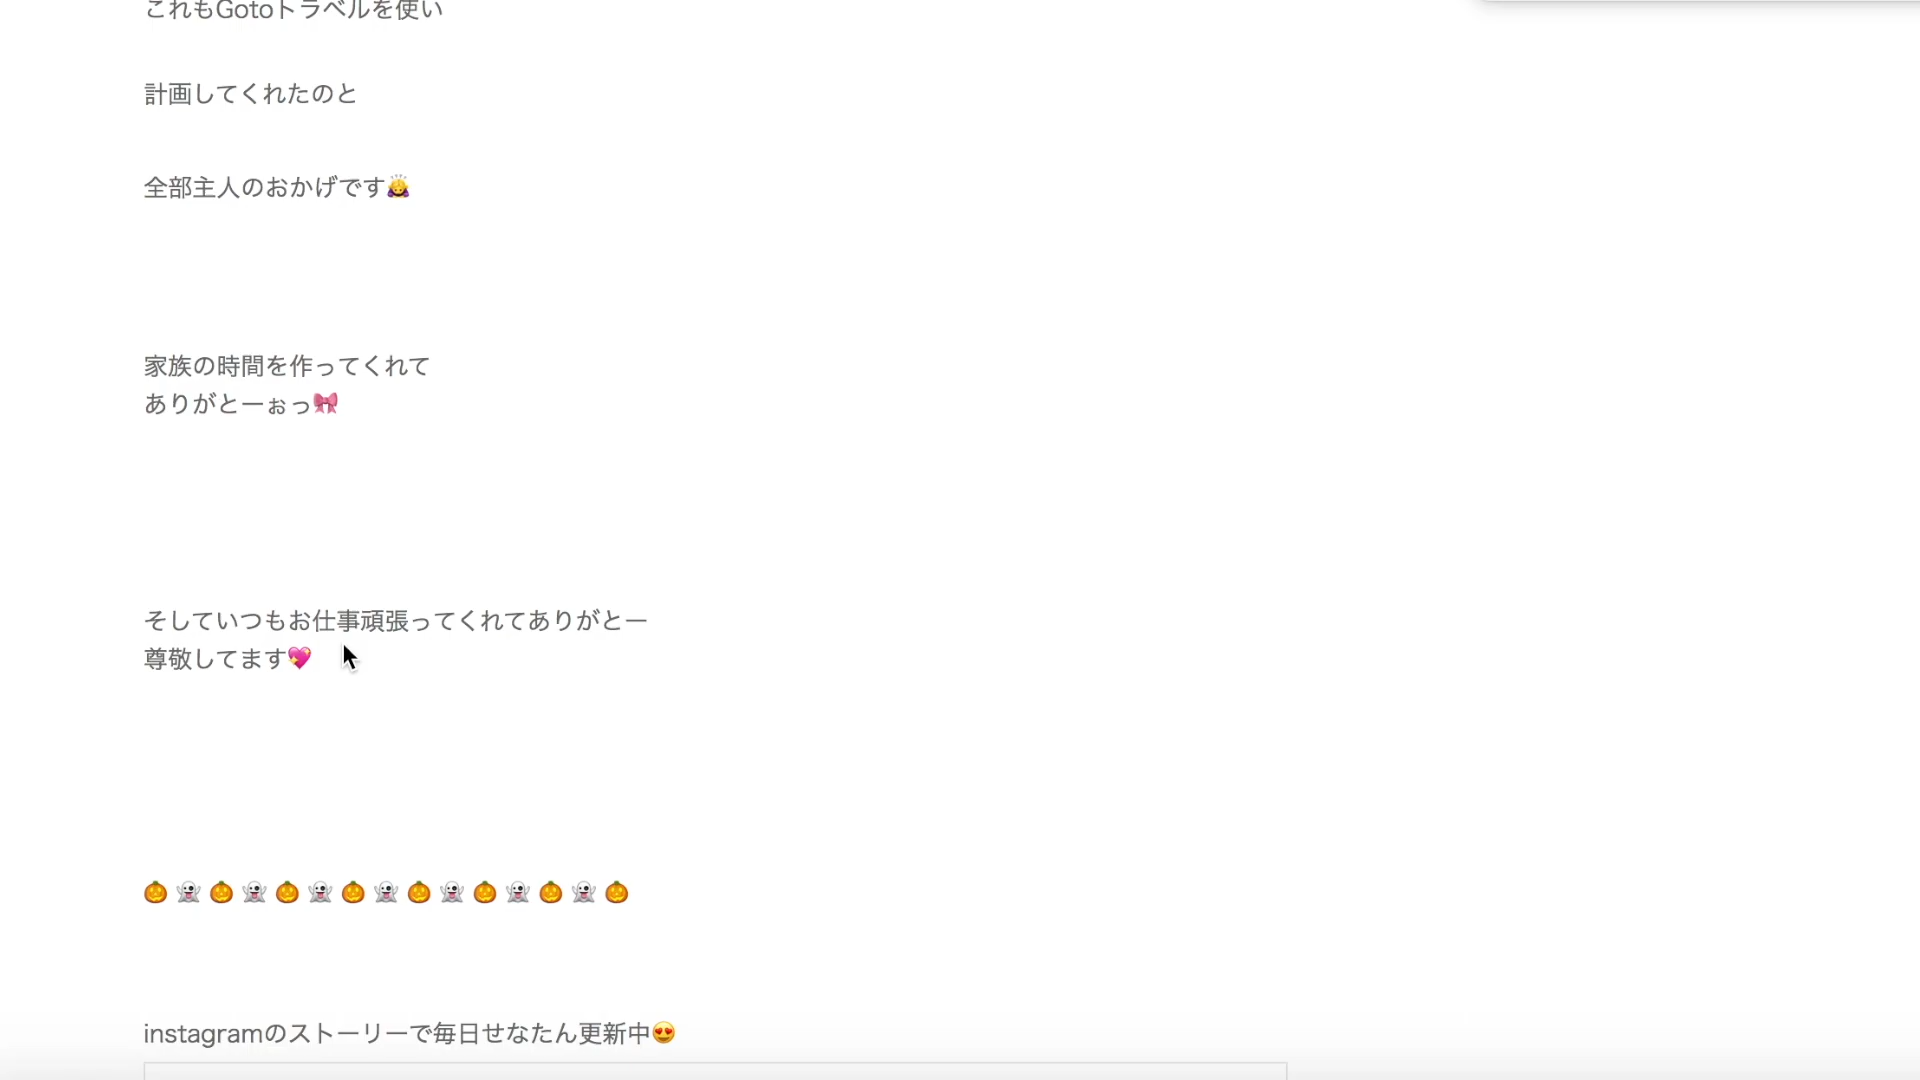 これもGotoトラベルを使い
計画してくれたのと
全部主人のおかげです🙇‍♀️
家族の時間を作ってくれて
ありがとーぉっ🎀
そしていつもお仕事頑張ってくれてありがとー
尊敬してます💖
🎃👻🎃👻🎃👻🎃👻🎃👻🎃👻🎃👻🎃
instagramのストーリーで毎日せなたん更新中😍